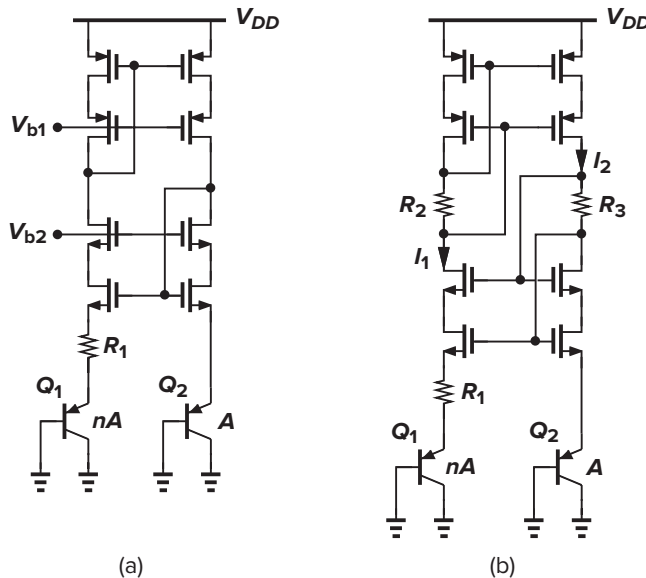 V_DD V_DD
V_b1
I_2
R_2 R_3
V_b2
I_1
R_1
R_1
Q_1 Q_2
nA A
Q_1 Q_2
nA A
(a) (b)